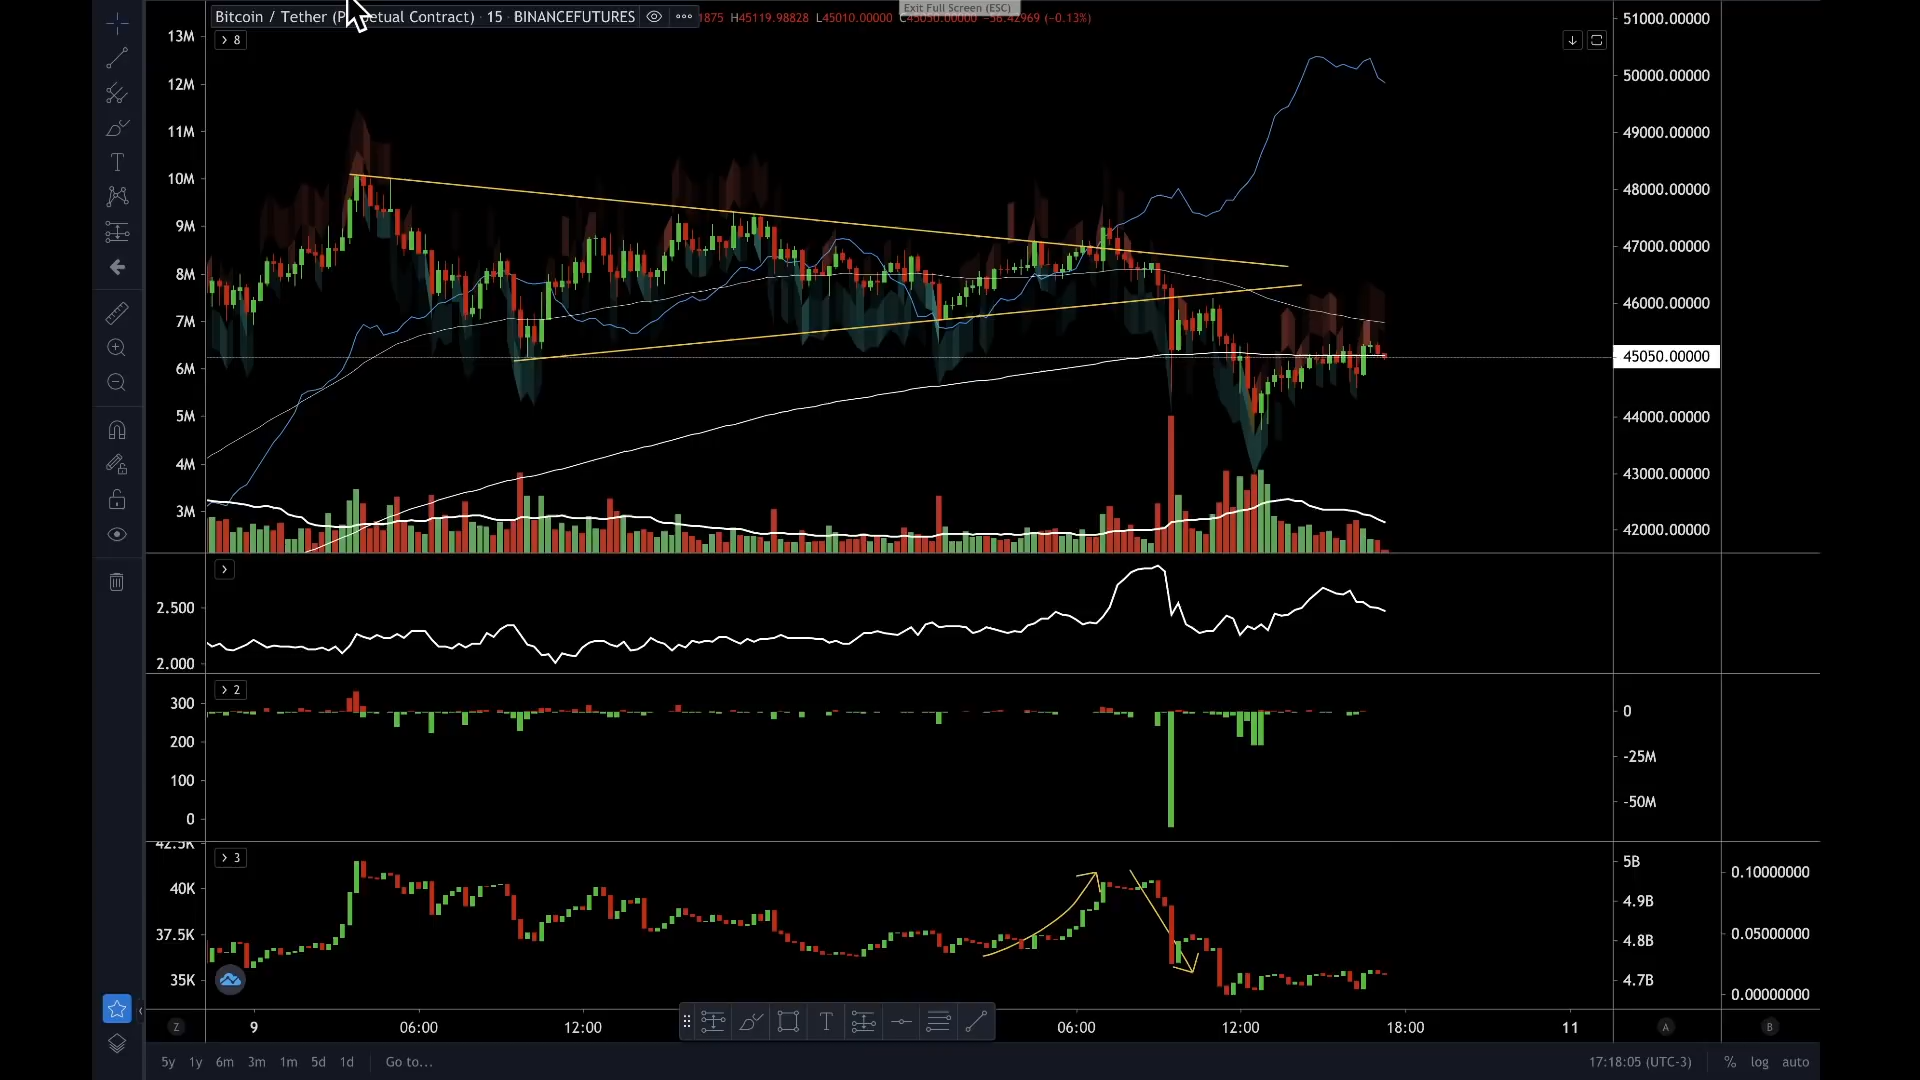 Exit Full Screen (ESC)
Bitcoin / Tether (P etual Contract) · 15 · BINANCEFUTURES
1875 H45119.98828 L45010.00000 C45050.00000 −56.42969 (−0.13%)
8
13M
12M
11M
10M
9M
8M
7M
6M
5M
4M
3M
51000.00000
50000.00000
49000.00000
48000.00000
47000.00000
46000.00000
45050.00000
44000.00000
43000.00000
42000.00000
2.500
2.000
2
300
200
100
0
0
-25M
-50M
3
42.5K
40K
37.5K
35K
5B
4.9B
4.8B
4.7B
0.10000000
0.05000000
0.00000000
Z
9 06:00 12:00 06:00 12:00 18:00 11
A
B
5y 1y 6m 3m 1m 5d 1d Go to...
17:18:05 (UTC-3) % log auto